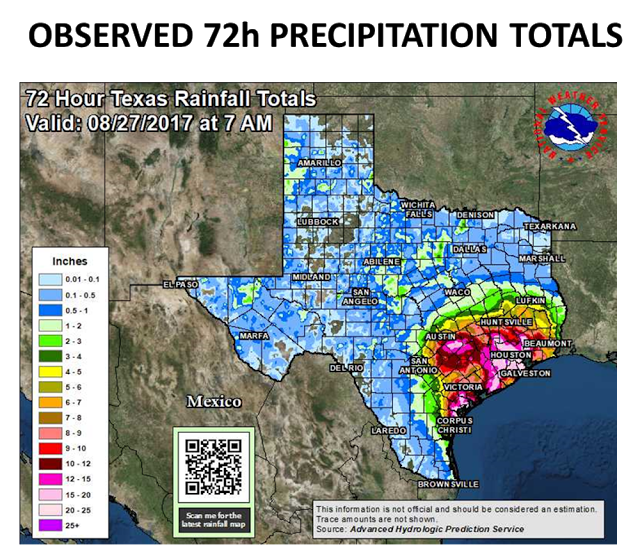 OBSERVED 72h PRECIPITATION TOTALS
72 Hour Texas Rainfall Totals
Valid: 08/27/2017 at 7 AM
NATIONAL WEATHER SERVICE
AMARILLO
WICHITA
FALLS
DENISON
LUBBOCK
TEXARKANA
DALLAS
ABILENE
MARSHALL
MIDLAND
EL PASO
SAN
ANGELO
WACO
LUFKIN
HUNTSVILLE
MARFA
AUSTIN
BEAUMONT
HOUSTON
DEL RIO
SAN
ANTONIO
GALVESTON
VICTORIA
Mexico
CORPUS
CHRISTI
LAREDO
BROWNSVILLE
Inches
0.01 - 0.1
0.1 - 0.5
0.5 - 1
1 - 2
2 - 3
3 - 4
4 - 5
5 - 6
6 - 7
7 - 8
8 - 9
9 - 10
10 - 12
12 - 15
15 - 20
20 - 25
25+
Scan me for the
latest rainfall map
This information is not official and should be considered an estimation.
Trace amounts are not shown.
Source: Advanced Hydrologic Prediction Service